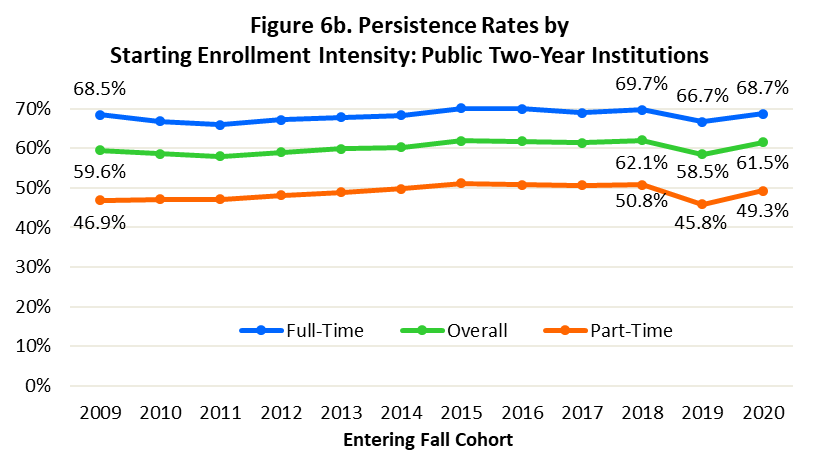 Figure 6b. Persistence Rates by
Starting Enrollment Intensity: Public Two-Year Institutions
68.5% 69.7% 66.7% 68.7%
70%
60%
59.6% 62.1% 58.5% 61.5%
50%
46.9% 50.8% 45.8% 49.3%
40%
30%
20%
Full-Time Overall Part-Time
10%
0%
2009 2010 2011 2012 2013 2014 2015 2016 2017 2018 2019 2020
Entering Fall Cohort